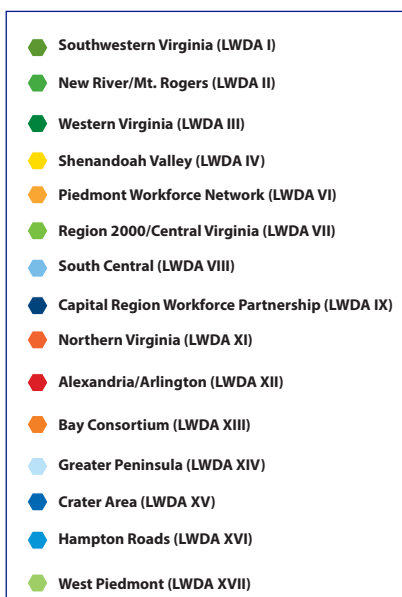 Southwestern Virginia (LWDA I)
New River/Mt. Rogers (LWDA II)
Western Virginia (LWDA III)
Shenandoah Valley (LWDA IV)
Piedmont Workforce Network (LWDA VI)
Region 2000/Central Virginia (LWDA VII)
South Central (LWDA VIII)
Capital Region Workforce Partnership (LWDA IX)
Northern Virginia (LWDA XI)
Alexandria/Arlington (LWDA XII)
Bay Consortium (LWDA XIII)
Greater Peninsula (LWDA XIV)
Crater Area (LWDA XV)
Hampton Roads (LWDA XVI)
West Piedmont (LWDA XVII)